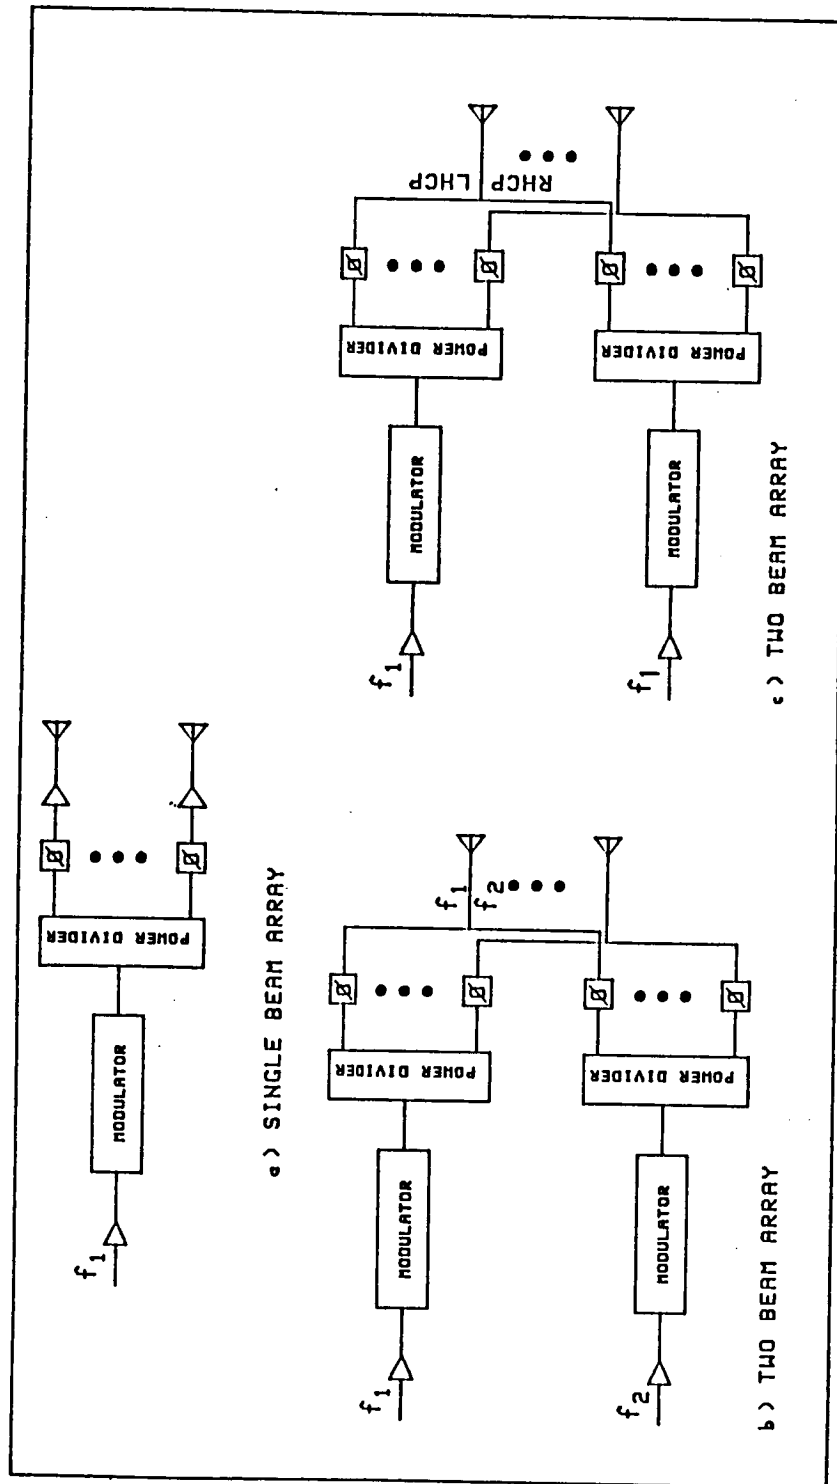 f1
MODULATOR
POWER DIVIDER
Ø
Ø
a) SINGLE BEAM ARRAY
f1
MODULATOR
POWER DIVIDER
Ø
Ø
f1
f2
f2
MODULATOR
POWER DIVIDER
Ø
Ø
b) TWO BEAM ARRAY
f1
MODULATOR
POWER DIVIDER
Ø
Ø
LHCP
RHCP
f1
MODULATOR
POWER DIVIDER
Ø
Ø
c) TWO BEAM ARRAY